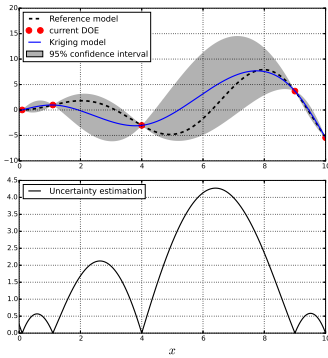 20
15
10
5
0
−5
−10
Reference model
current DOE
Kriging model
95% confidence interval
0 2 4 6 8 10
4.5
4.0
3.5
3.0
2.5
2.0
1.5
1.0
0.5
0.0
Uncertainty estimation
0 2 4 6 8 10
x